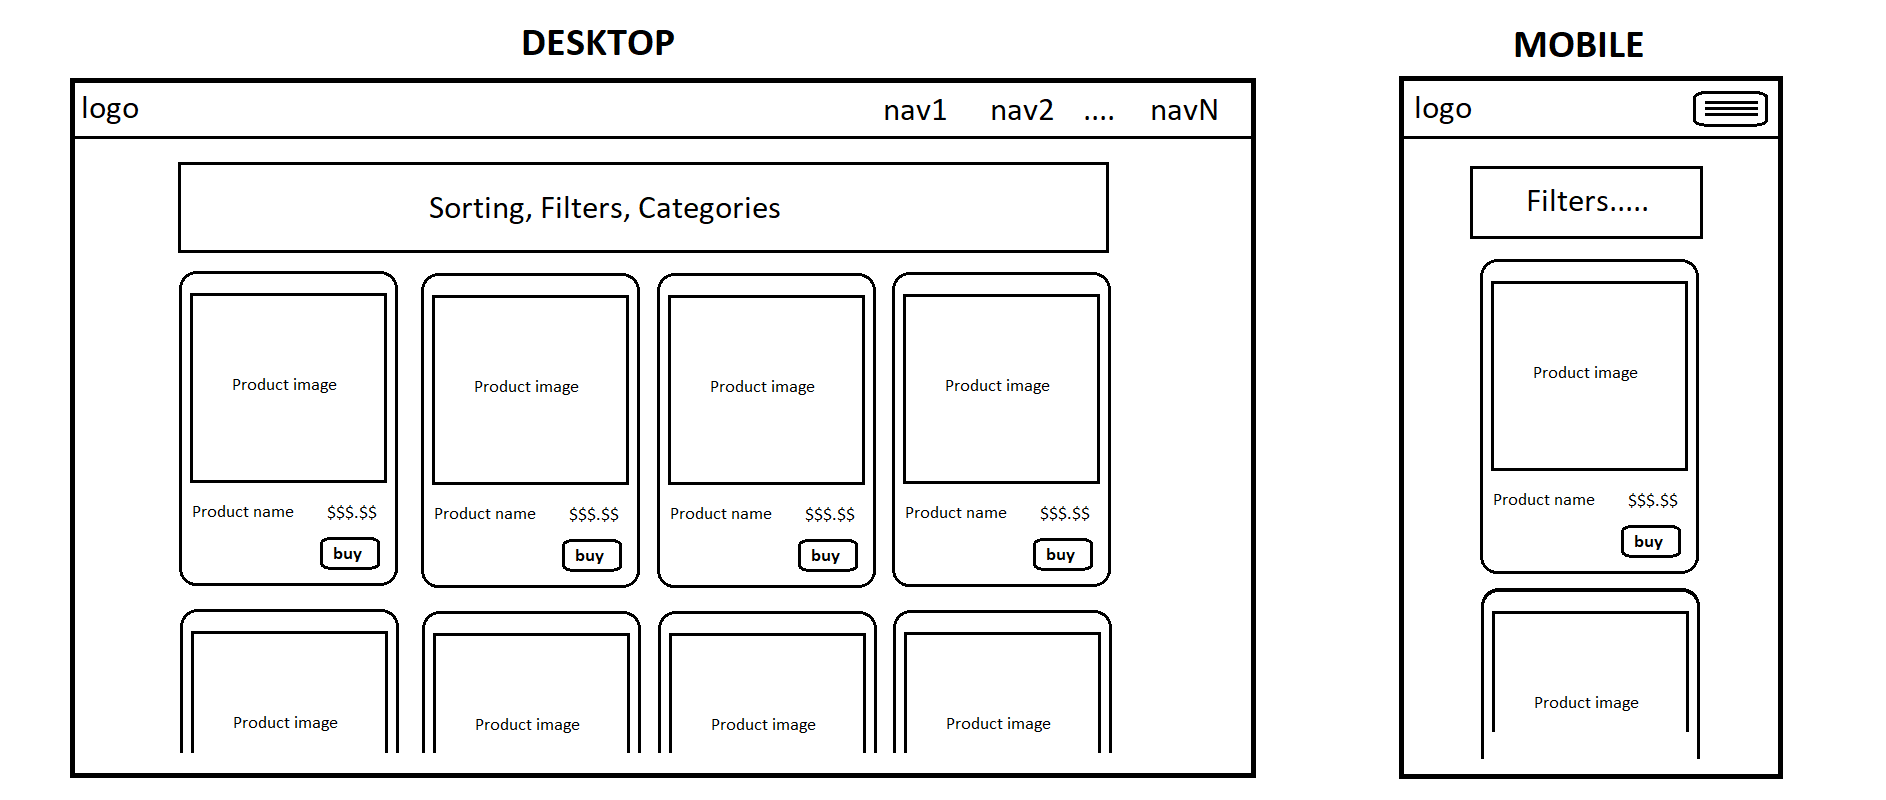 DESKTOP
logo
nav1 nav2 .... navN
Sorting, Filters, Categories
Product image Product image Product image Product image
Product name $$$.$$ Product name $$$.$$ Product name $$$.$$ Product name $$$.$$
buy buy buy buy
Product image Product image Product image Product image
MOBILE
logo
Filters.....
Product image
Product name $$$.$$
buy
Product image